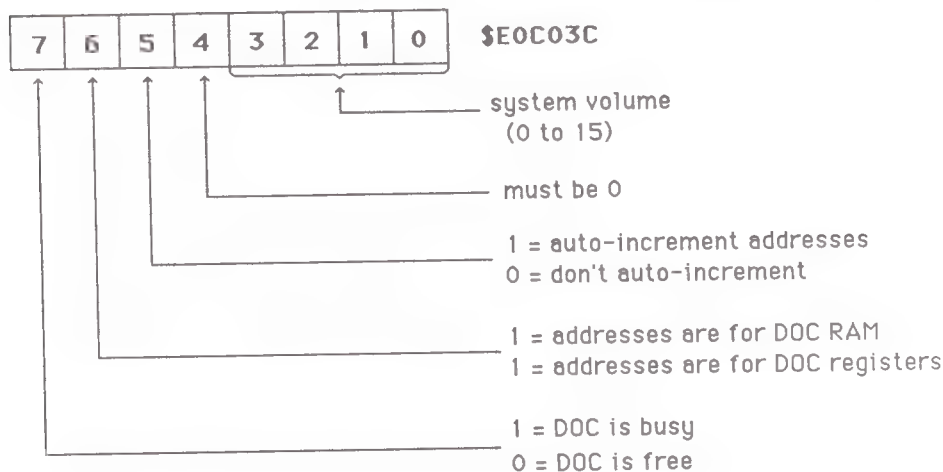 7 6 5 4 3 2 1 0 $E0C03C
system volume
(0 to 15)
must be 0
1 = auto-increment addresses
0 = don't auto-increment
1 = addresses are for DOC RAM
1 = addresses are for DOC registers
1 = DOC is busy
0 = DOC is free